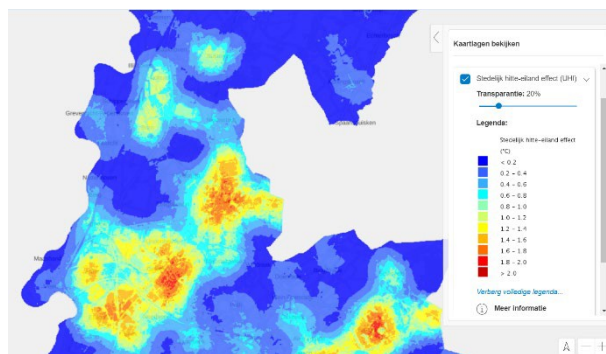 Kaartlagen bekijken
Stedelijk hitte-eiland effect (UHI)
Transparantie: 20%
Legenda:
Stedelijk hitte-eiland effect
(°C)
< 0.2
0.2 - 0.4
0.4 - 0.6
0.6 - 0.8
0.8 - 1.0
1.0 - 1.2
1.2 - 1.4
1.4 - 1.6
1.6 - 1.8
1.8 - 2.0
> 2.0
Verberg volledige legenda...
Meer informatie